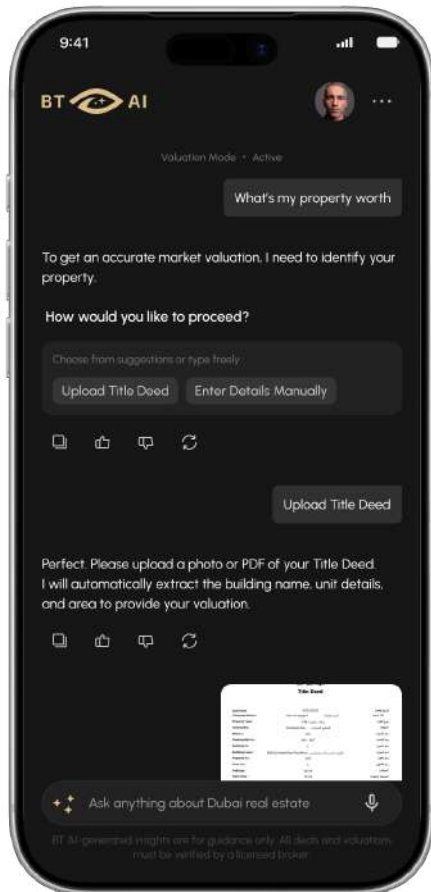 9:41
BT AI
Valuation Mode • Active
What's my property worth
To get an accurate market valuation, I need to identify your
property.
How would you like to proceed?
Choose from suggestions or type freely
Upload Title Deed
Enter Details Manually
Upload Title Deed
Perfect. Please upload a photo or PDF of your Title Deed.
I will automatically extract the building name, unit details,
and area to provide your valuation.
Title Deed
Ask anything about Dubai real estate
BT AI-generated insights are for guidance only. All deals and valuations
must be verified by a licensed broker.